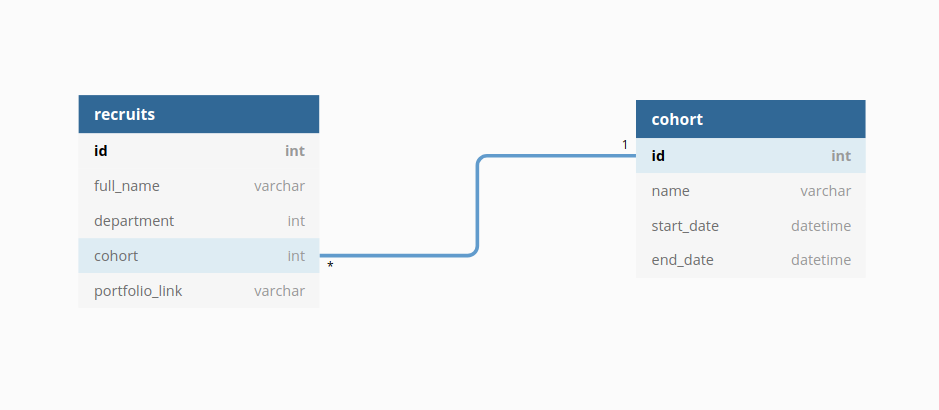 recruits
id int
full_name varchar
department int
cohort int
portfolio_link varchar
*
1
cohort
id int
name varchar
start_date datetime
end_date datetime